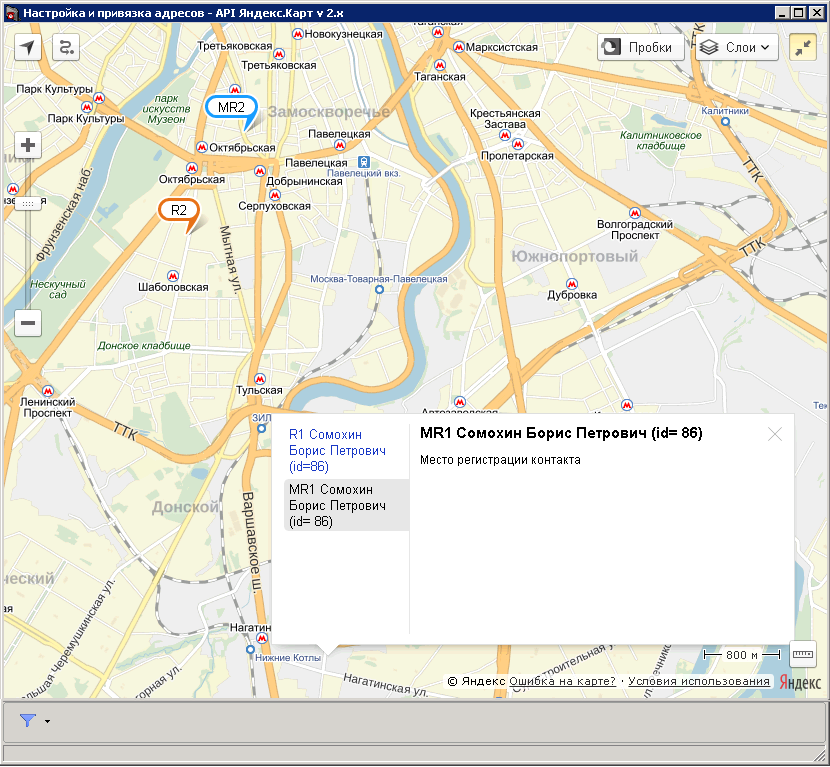 Настройка и привязка адресов - API Яндекс.Карт v 2.x
Таганская
Новокузнецкая
Третьяковская
Третьяковская
Марксистская
Таганская
Пробки
Слои
Парк Культуры
Парк Культуры
парк
искусств
Музеон
MR2
Замоскворечье
Крестьянская
Застава
Пролетарская
Калитники
Калитниковское
кладбище
ТТК
Октябрьская
Павелецкая
Павелецкая
Павелецкий вкз.
Октябрьская
Добрынинская
Серпуховская
Фрунзенская наб.
R2
Мытная ул.
Волгоградский
Проспект
ТТК
Южнопортовый
Нескучный
сад
Шаболовская
Москва-Товарная-Павелецкая
Дубровка
Донское кладбище
Тульская
Ленинский
Проспект
ТТК
Автозаводская
ЗИЛ
R1 Сомохин
Борис Петрович
(id=86)
MR1 Сомохин
Борис Петрович
(id= 86)
MR1 Сомохин Борис Петрович (id= 86)
Место регистрации контакта
Донской
Варшавское ш.
ческий
Большая Черемушкинская ул.
Нагатин
Нижние Котлы
Нагатинская ул.
800 м
© Яндекс Ошибка на карте? · Условия использования
Яндекс